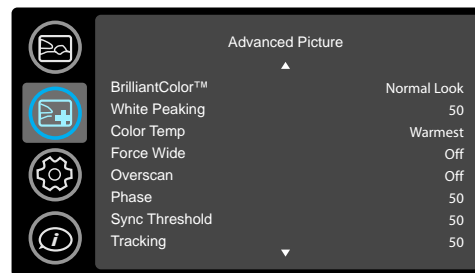 Advanced Picture
BrilliantColor™ Normal Look
White Peaking 50
Color Temp Warmest
Force Wide Off
Overscan Off
Phase 50
Sync Threshold 50
Tracking 50
i